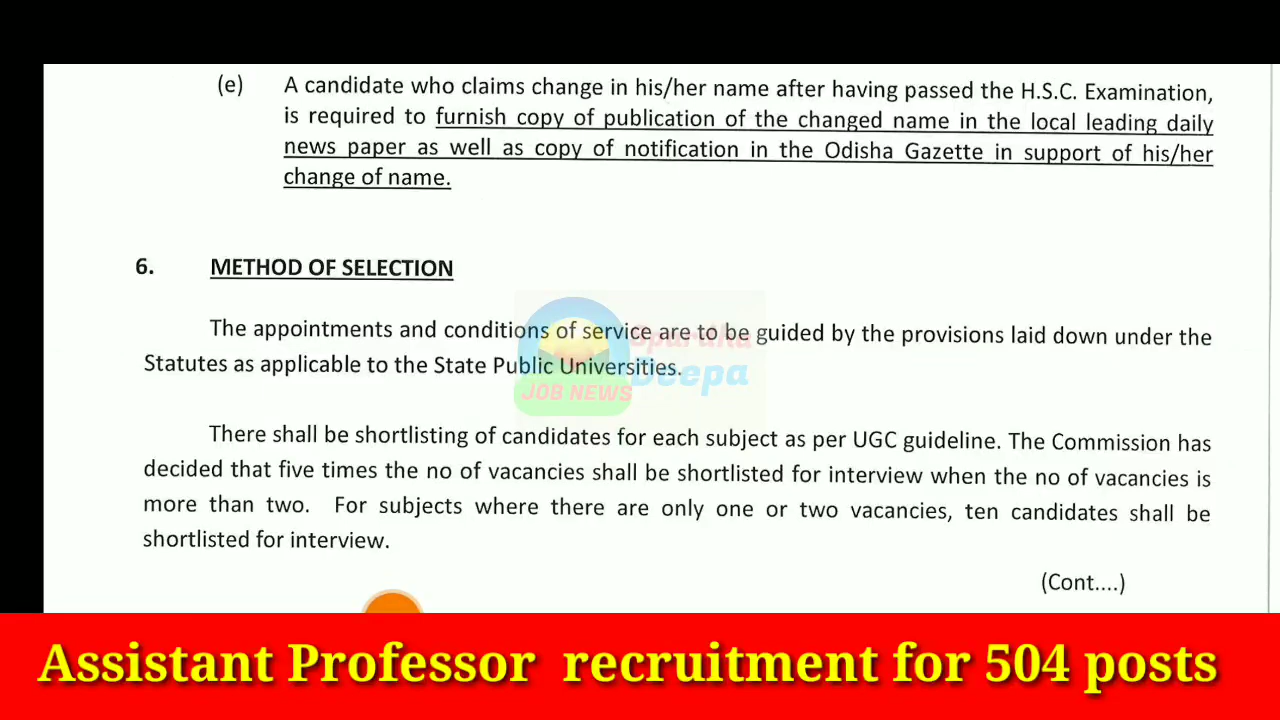 (e) A candidate who claims change in his/her name after having passed the H.S.C. Examination,
is required to furnish copy of publication of the changed name in the local leading daily
news paper as well as copy of notification in the Odisha Gazette in support of his/her
change of name.
6. METHOD OF SELECTION
The appointments and conditions of service are to be guided by the provisions laid down under the
Statutes as applicable to the State Public Universities.
Deepa
JOB NEWS
There shall be shortlisting of candidates for each subject as per UGC guideline. The Commission has
decided that five times the no of vacancies shall be shortlisted for interview when the no of vacancies is
more than two. For subjects where there are only one or two vacancies, ten candidates shall be
shortlisted for interview.
(Cont....)
Assistant Professor recruitment for 504 posts